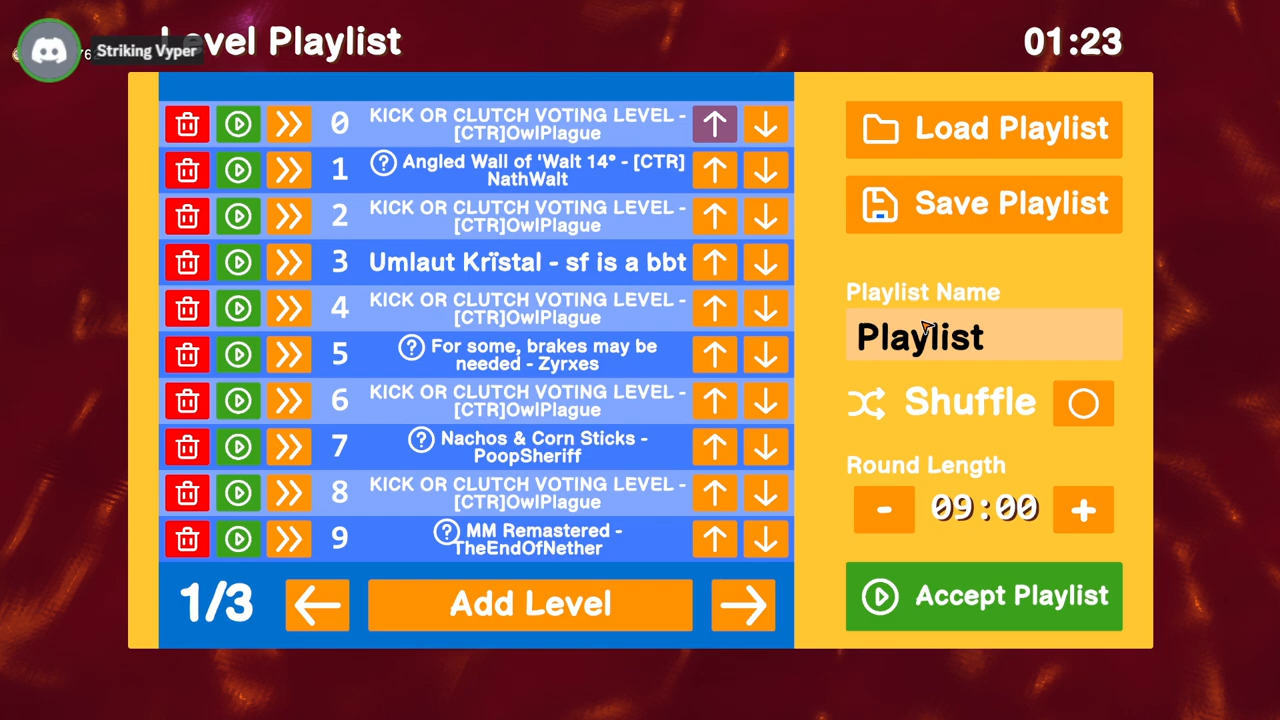 Level Playlist
Striking Vyper
01:23
0
KICK OR CLUTCH VOTING LEVEL -
[CTR]OwlPlague
1
Angled Wall of 'Walt 14° - [CTR]
NathWalt
2
KICK OR CLUTCH VOTING LEVEL -
[CTR]OwlPlague
3
Umlaut Krïstal - sf is a bbt
4
KICK OR CLUTCH VOTING LEVEL -
[CTR]OwlPlague
5
For some, brakes may be
needed - Zyrxes
6
KICK OR CLUTCH VOTING LEVEL -
[CTR]OwlPlague
7
Nachos & Corn Sticks -
PoopSheriff
8
KICK OR CLUTCH VOTING LEVEL -
[CTR]OwlPlague
9
MM Remastered -
TheEndOfNether
1/3
Add Level
Load Playlist
Save Playlist
Playlist Name
Playlist
Shuffle
Round Length
- 09:00 +
Accept Playlist